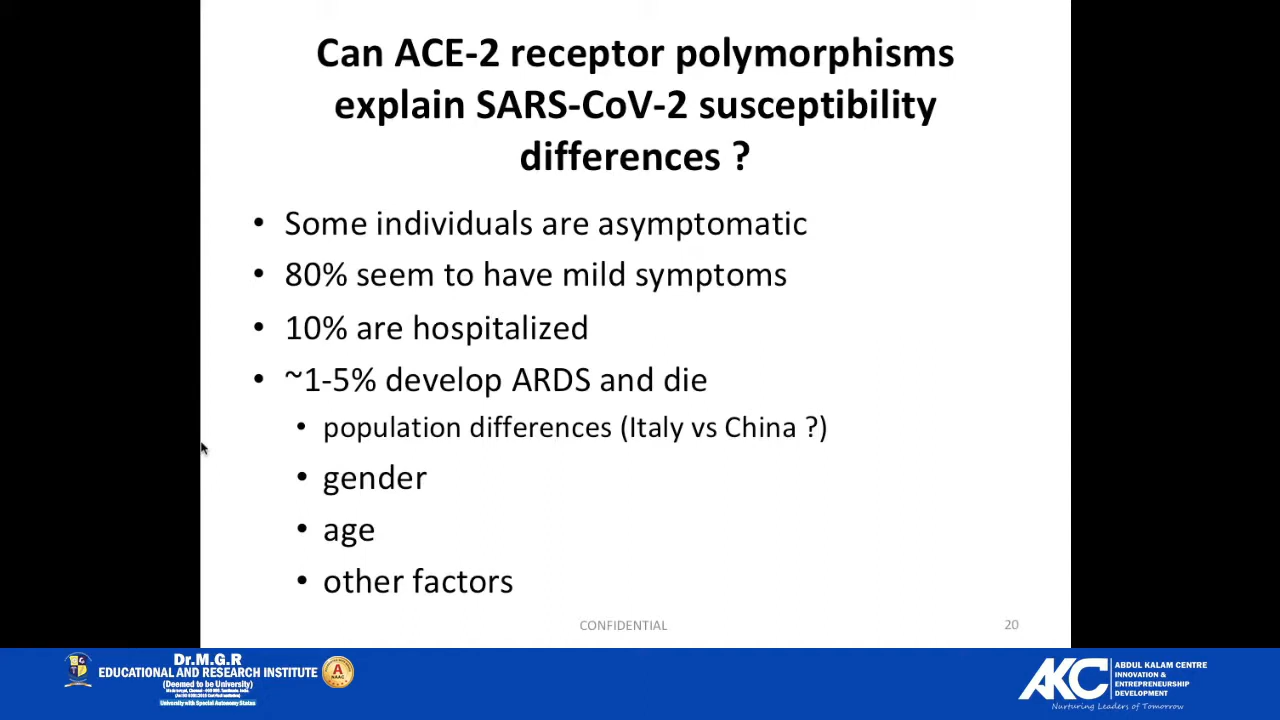 Can ACE-2 receptor polymorphisms
explain SARS-CoV-2 susceptibility
differences ?
• Some individuals are asymptomatic
• 80% seem to have mild symptoms
• 10% are hospitalized
• ~1-5% develop ARDS and die
• population differences (Italy vs China ?)
• gender
• age
• other factors
CONFIDENTIAL
20
Dr.M.G.R
EDUCATIONAL AND RESEARCH INSTITUTE
(Deemed to be University)
University with Special Autonomy Status
A
NAAC
AKC
ABDUL KALAM CENTRE
INNOVATION &
ENTREPRENEURSHIP
DEVELOPMENT
Nurturing Leaders of Tomorrow